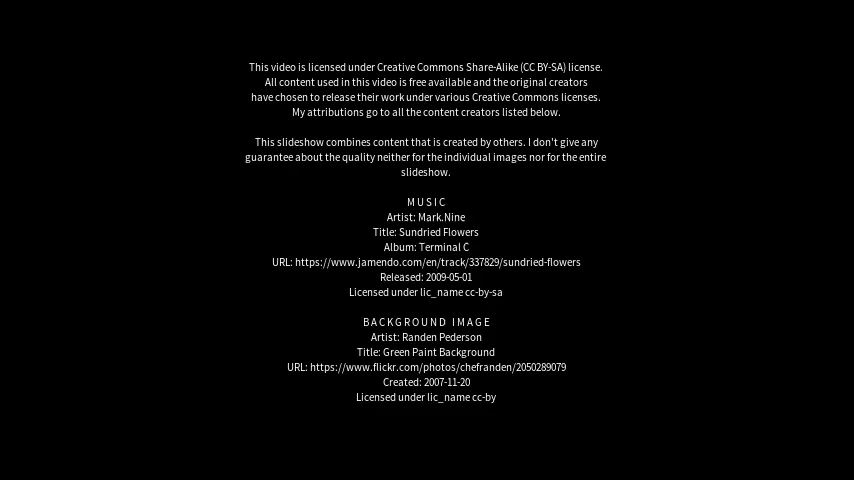 This video is licensed under Creative Commons Share-Alike (CC BY-SA) license.
All content used in this video is free available and the original creators
have chosen to release their work under various Creative Commons licenses.
My attributions go to all the content creators listed below.
This slideshow combines content that is created by others. I don't give any
guarantee about the quality neither for the individual images nor for the entire
slideshow.
M U S I C
Artist: Mark.Nine
Title: Sundried Flowers
Album: Terminal C
URL: https://www.jamendo.com/en/track/337829/sundried-flowers
Released: 2009-05-01
Licensed under lic_name cc-by-sa
B A C K G R O U N D   I M A G E
Artist: Randen Pederson
Title: Green Paint Background
URL: https://www.flickr.com/photos/chefranden/2050289079
Created: 2007-11-20
Licensed under lic_name cc-by